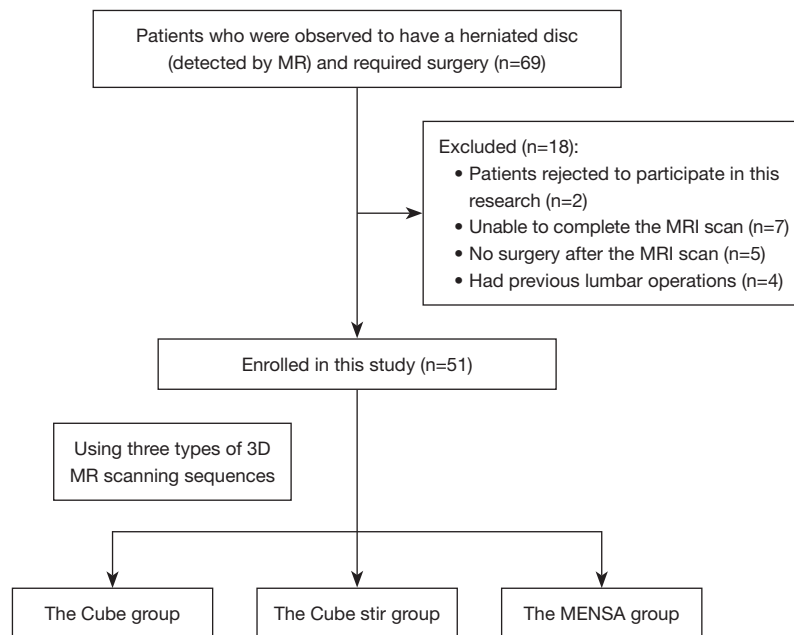 Patients who were observed to have a herniated disc
(detected by MR) and required surgery (n=69)
Excluded (n=18):
• Patients rejected to participate in this
research (n=2)
• Unable to complete the MRI scan (n=7)
• No surgery after the MRI scan (n=5)
• Had previous lumbar operations (n=4)
Enrolled in this study (n=51)
Using three types of 3D
MR scanning sequences
The Cube group
The Cube stir group
The MENSA group